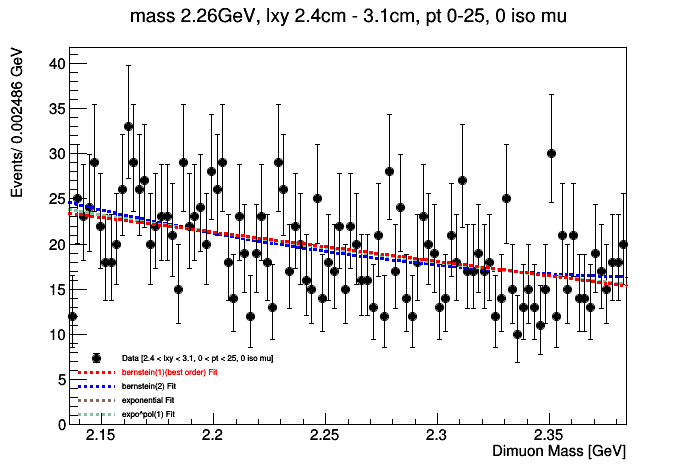 mass 2.26GeV, lxy 2.4cm - 3.1cm, pt 0-25, 0 iso mu
Events/ 0.002486 GeV
40
35
30
25
20
15
10
5
0
Data [2.4 < lxy < 3.1, 0 < pt < 25, 0 iso mu]
bernstein(1)(best order) Fit
bernstein(2) Fit
exponential Fit
expo*pol(1) Fit
2.15 2.2 2.25 2.3 2.35
Dimuon Mass [GeV]